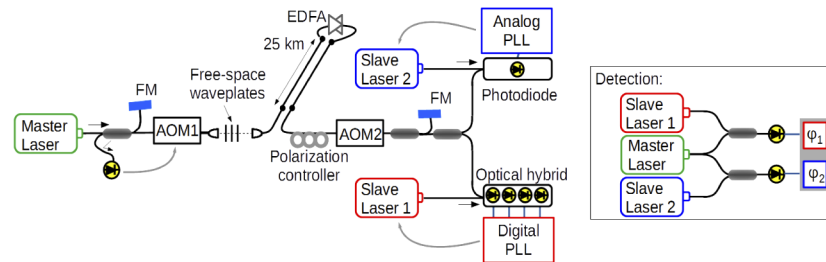 EDFA
25 km
Free-space
waveplates
FM
Master
Laser
AOM1
Polarization
controller
AOM2
FM
Slave
Laser 2
Analog
PLL
Photodiode
Optical hybrid
Slave
Laser 1
Digital
PLL
Detection:
Slave
Laser 1
Master
Laser
Slave
Laser 2
φ1
φ2